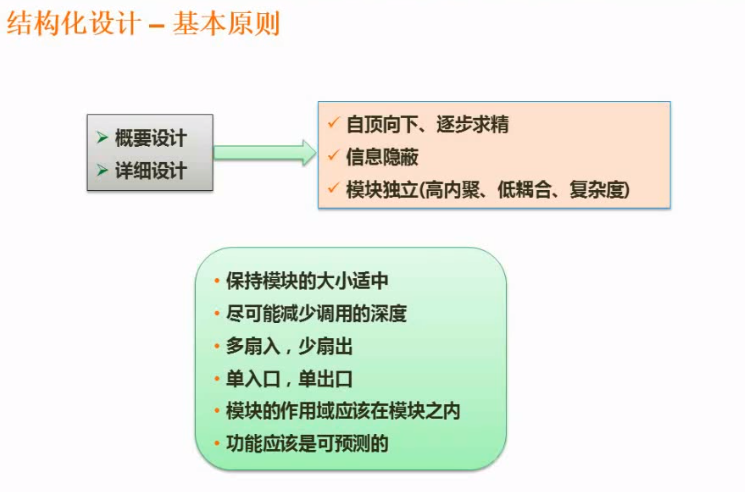 结构化设计 – 基本原则
概要设计
详细设计
自顶向下、逐步求精
信息隐蔽
模块独立(高内聚、低耦合、复杂度)
保持模块的大小适中
尽可能减少调用的深度
多扇入，少扇出
单入口，单出口
模块的作用域应该在模块之内
功能应该是可预测的